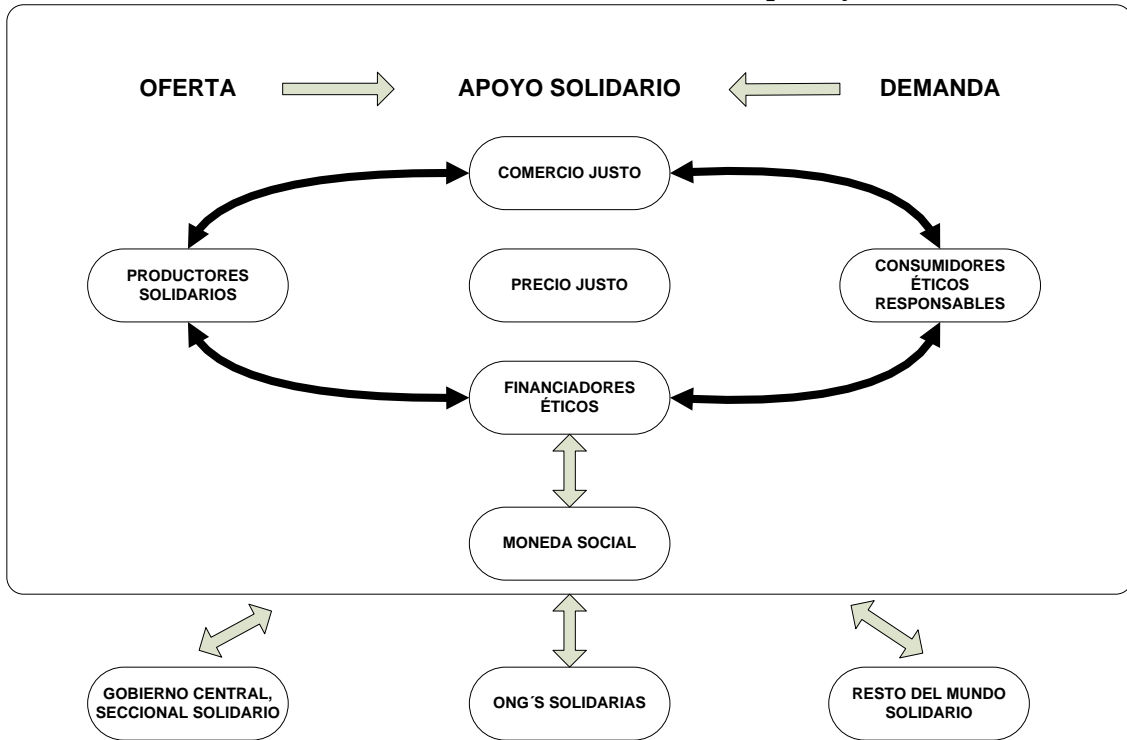 OFERTA
APOYO SOLIDARIO
DEMANDA
COMERCIO JUSTO
PRODUCTORES
SOLIDARIOS
PRECIO JUSTO
CONSUMIDORES
ÉTICOS
RESPONSABLES
FINANCIADORES
ÉTICOS
MONEDA SOCIAL
GOBIERNO CENTRAL,
SECCIONAL SOLIDARIO
ONG´S SOLIDARIAS
RESTO DEL MUNDO
SOLIDARIO